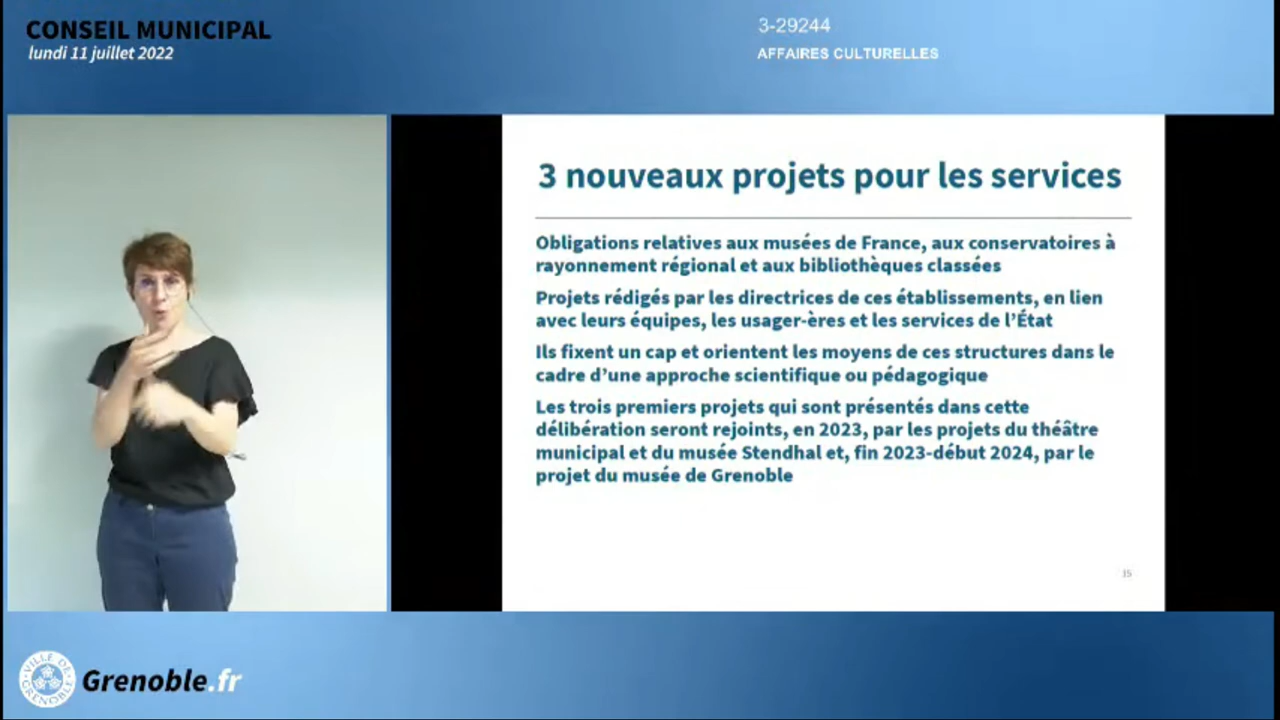 CONSEIL MUNICIPAL
lundi 11 juillet 2022
3-29244
AFFAIRES CULTURELLES
3 nouveaux projets pour les services
Obligations relatives aux musées de France, aux conservatoires à
rayonnement régional et aux bibliothèques classées
Projets rédigés par les directrices de ces établissements, en lien
avec leurs équipes, les usager-ères et les services de l'État
Ils fixent un cap et orientent les moyens de ces structures dans le
cadre d'une approche scientifique ou pédagogique
Les trois premiers projets qui sont présentés dans cette
délibération seront rejoints, en 2023, par les projets du théâtre
municipal et du musée Stendhal et, fin 2023-début 2024, par le
projet du musée de Grenoble
15
VILLE DE GRENOBLE
Grenoble.fr